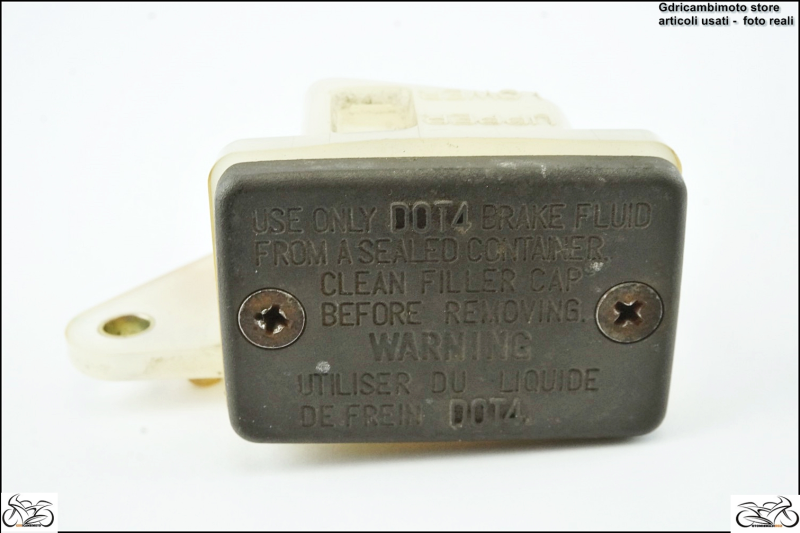 Gdricambimoto store
articoli usati - foto reali
UPPER
USE ONLY DOT4 BRAKE FLUID
FROM A SEALED CONTAINER.
CLEAN FILLER CAP
BEFORE REMOVING.
WARNING
UTILISER DU LIQUIDE
DE FREIN DOT4.